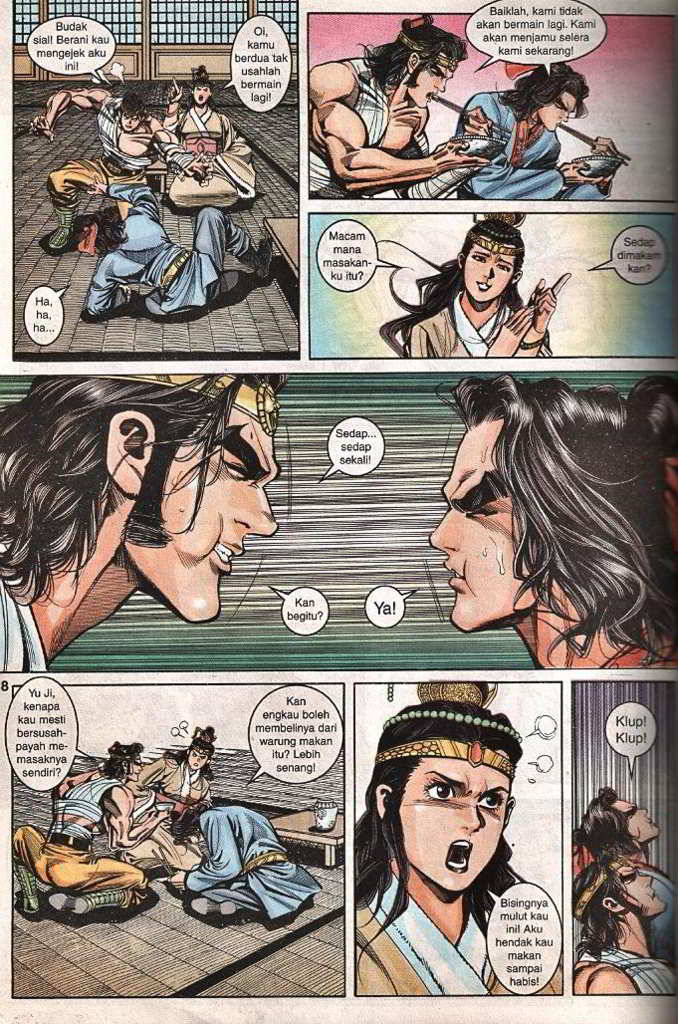 Budak
sial! Berani kau
mengejek aku
ini!
Oi,
kamu
berdua tak
usahlah
bermain
lagi!
Ha,
ha,
ha...
Baiklah, kami tidak
akan bermain lagi. Kami
akan menjamu selera
kami sekarang!
Macam
mana
masakan-
ku itu?
Sedap
dimakam
kan?
Sedap...
sedap
sekali!
Kan
begitu?
Ya!
8
Yu Ji,
kenapa
kau mesti
bersusah-
payah me-
masaknya
sendiri?
Kan
engkau boleh
membelinya dari
warung makan
itu? Lebih
senang!
Bisingnya
mulut kau
ini! Aku
hendak kau
makan
sampai
habis!
Klup!
Klup!